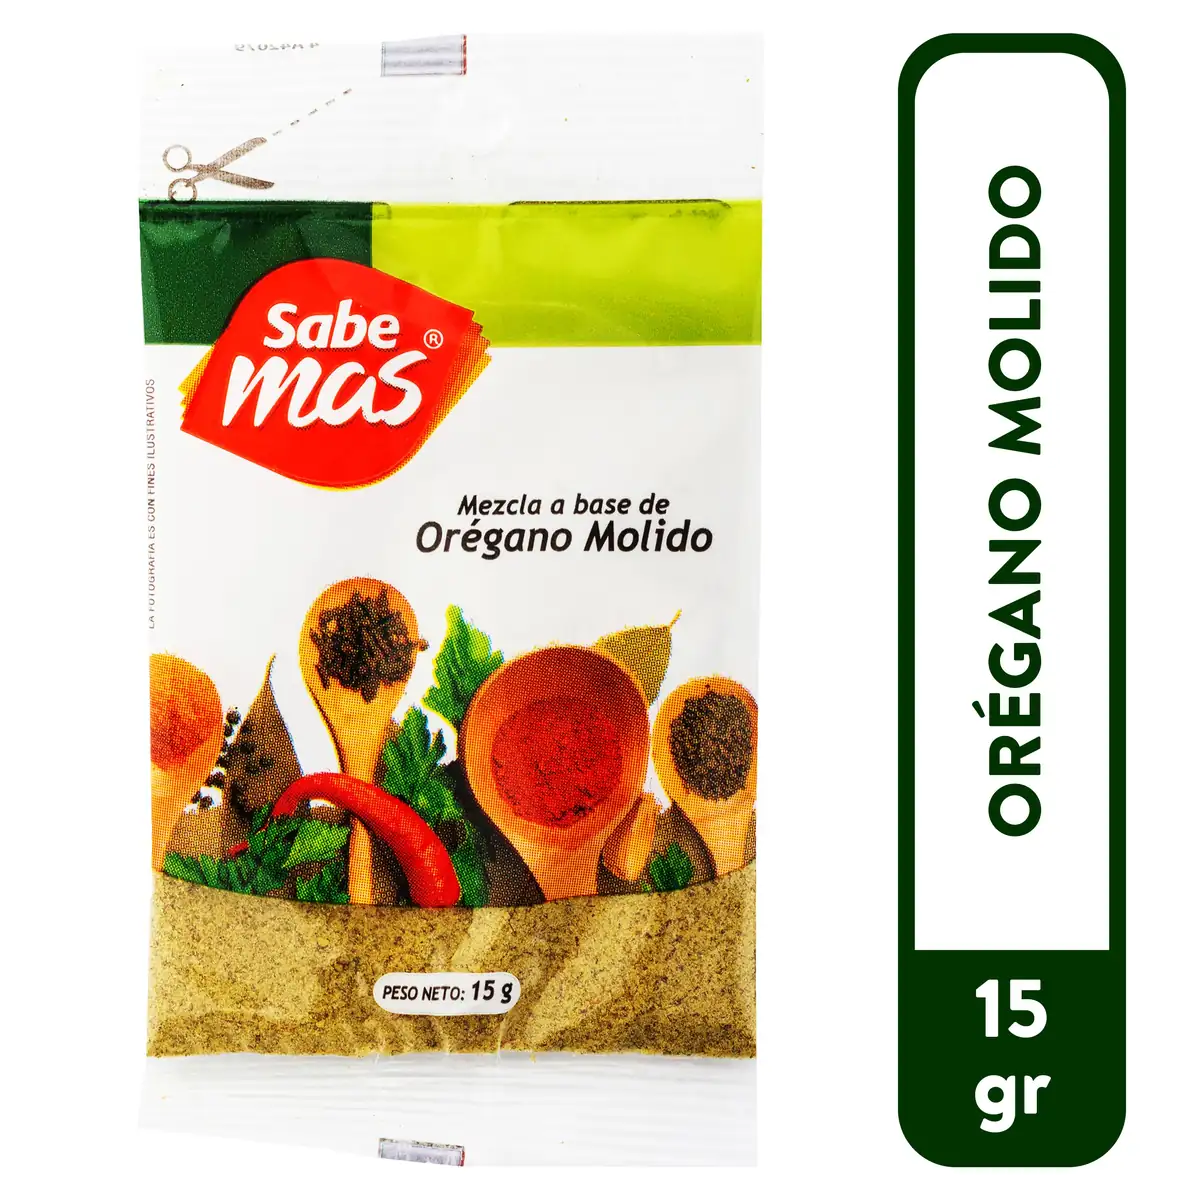 Sabe
mas ®
LA FOTOGRAFÍA ES CON FINES ILUSTRATIVOS
Mezcla a base de
Orégano Molido
PESO NETO: 15 g
ORÉGANO MOLIDO
15
gr